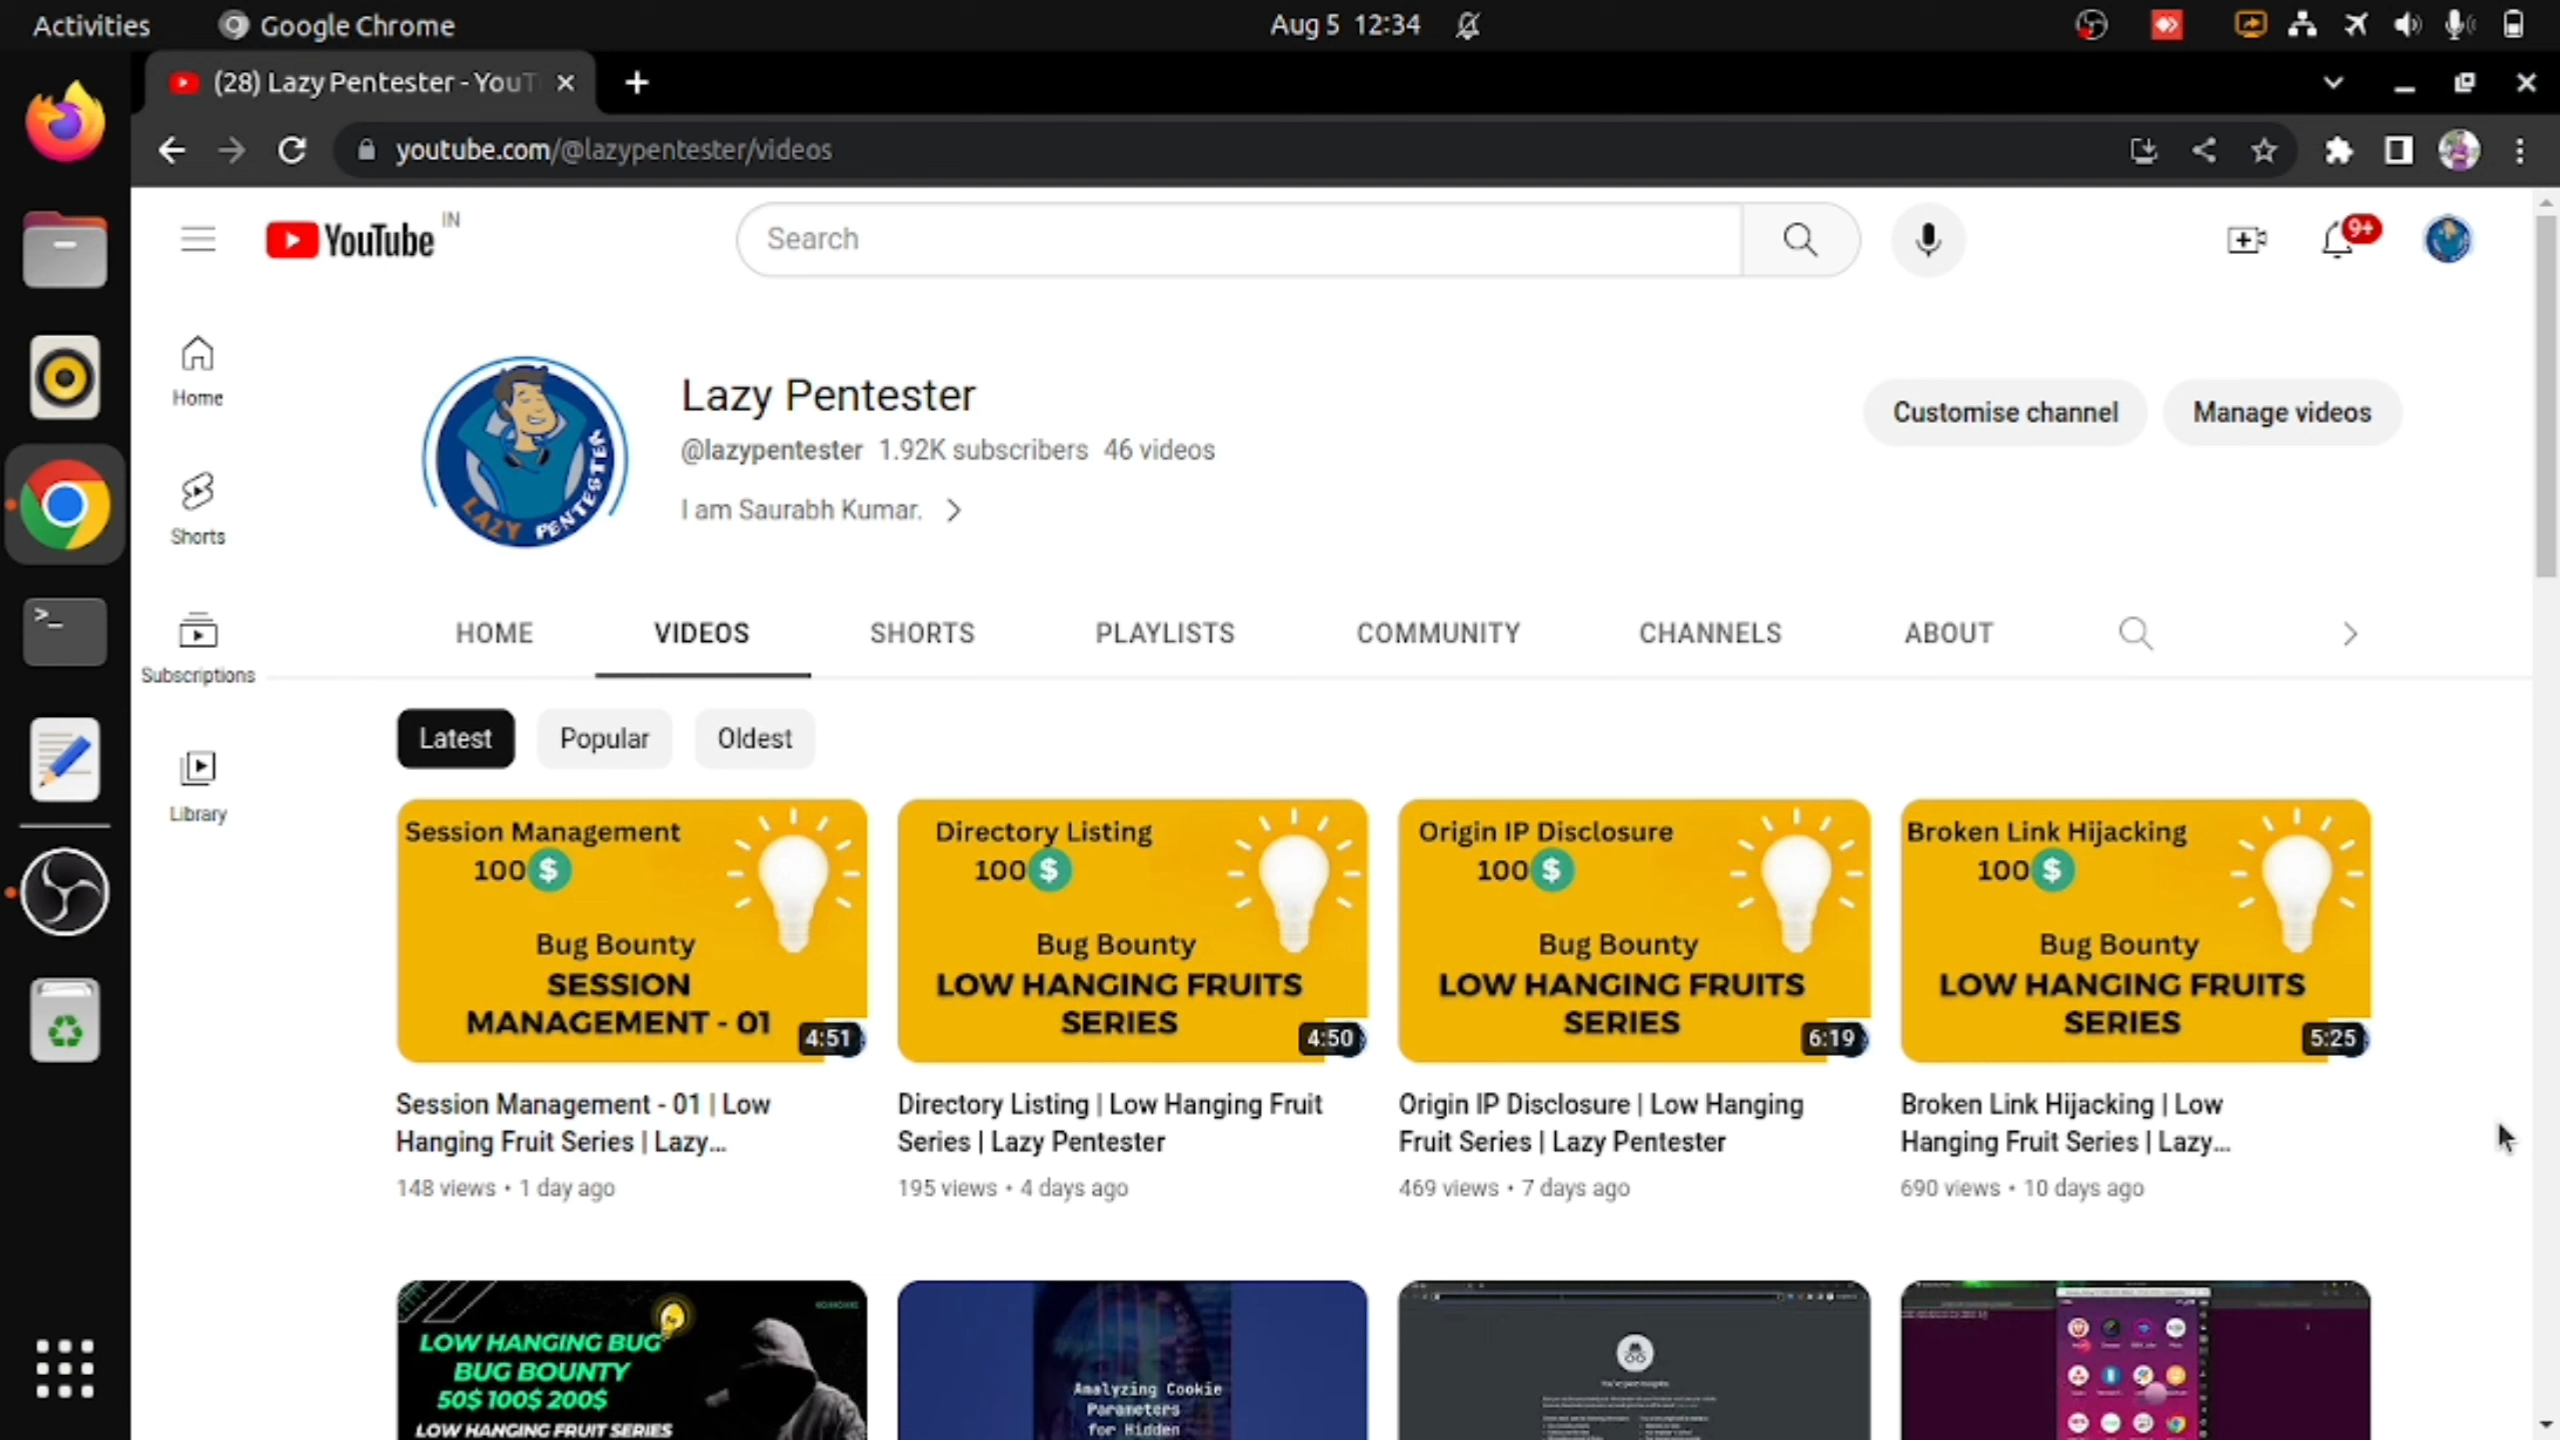 Activities
Google Chrome
Aug 5 12:34
(28) Lazy Pentester - YouT
youtube.com/@lazypentester/videos
YouTube IN
Search
9+
Home
Shorts
Subscriptions
Library
LAZY PENTESTER
Lazy Pentester
@lazypentester 1.92K subscribers 46 videos
I am Saurabh Kumar.
Customise channel
Manage videos
HOME
VIDEOS
SHORTS
PLAYLISTS
COMMUNITY
CHANNELS
ABOUT
Latest
Popular
Oldest
Session Management
100$
Bug Bounty
SESSION
MANAGEMENT - 01
4:51
Session Management - 01 | Low
Hanging Fruit Series | Lazy...
148 views • 1 day ago
Directory Listing
100$
Bug Bounty
LOW HANGING FRUITS
SERIES
4:50
Directory Listing | Low Hanging Fruit
Series | Lazy Pentester
195 views • 4 days ago
Origin IP Disclosure
100$
Bug Bounty
LOW HANGING FRUITS
SERIES
6:19
Origin IP Disclosure | Low Hanging
Fruit Series | Lazy Pentester
469 views • 7 days ago
Broken Link Hijacking
100$
Bug Bounty
LOW HANGING FRUITS
SERIES
5:25
Broken Link Hijacking | Low
Hanging Fruit Series | Lazy...
690 views • 10 days ago
LOW HANGING BUG
BUG BOUNTY
50$ 100$ 200$
LOW HANGING FRUIT SERIES
Analyzing Cookie
Parameters
for Hidden